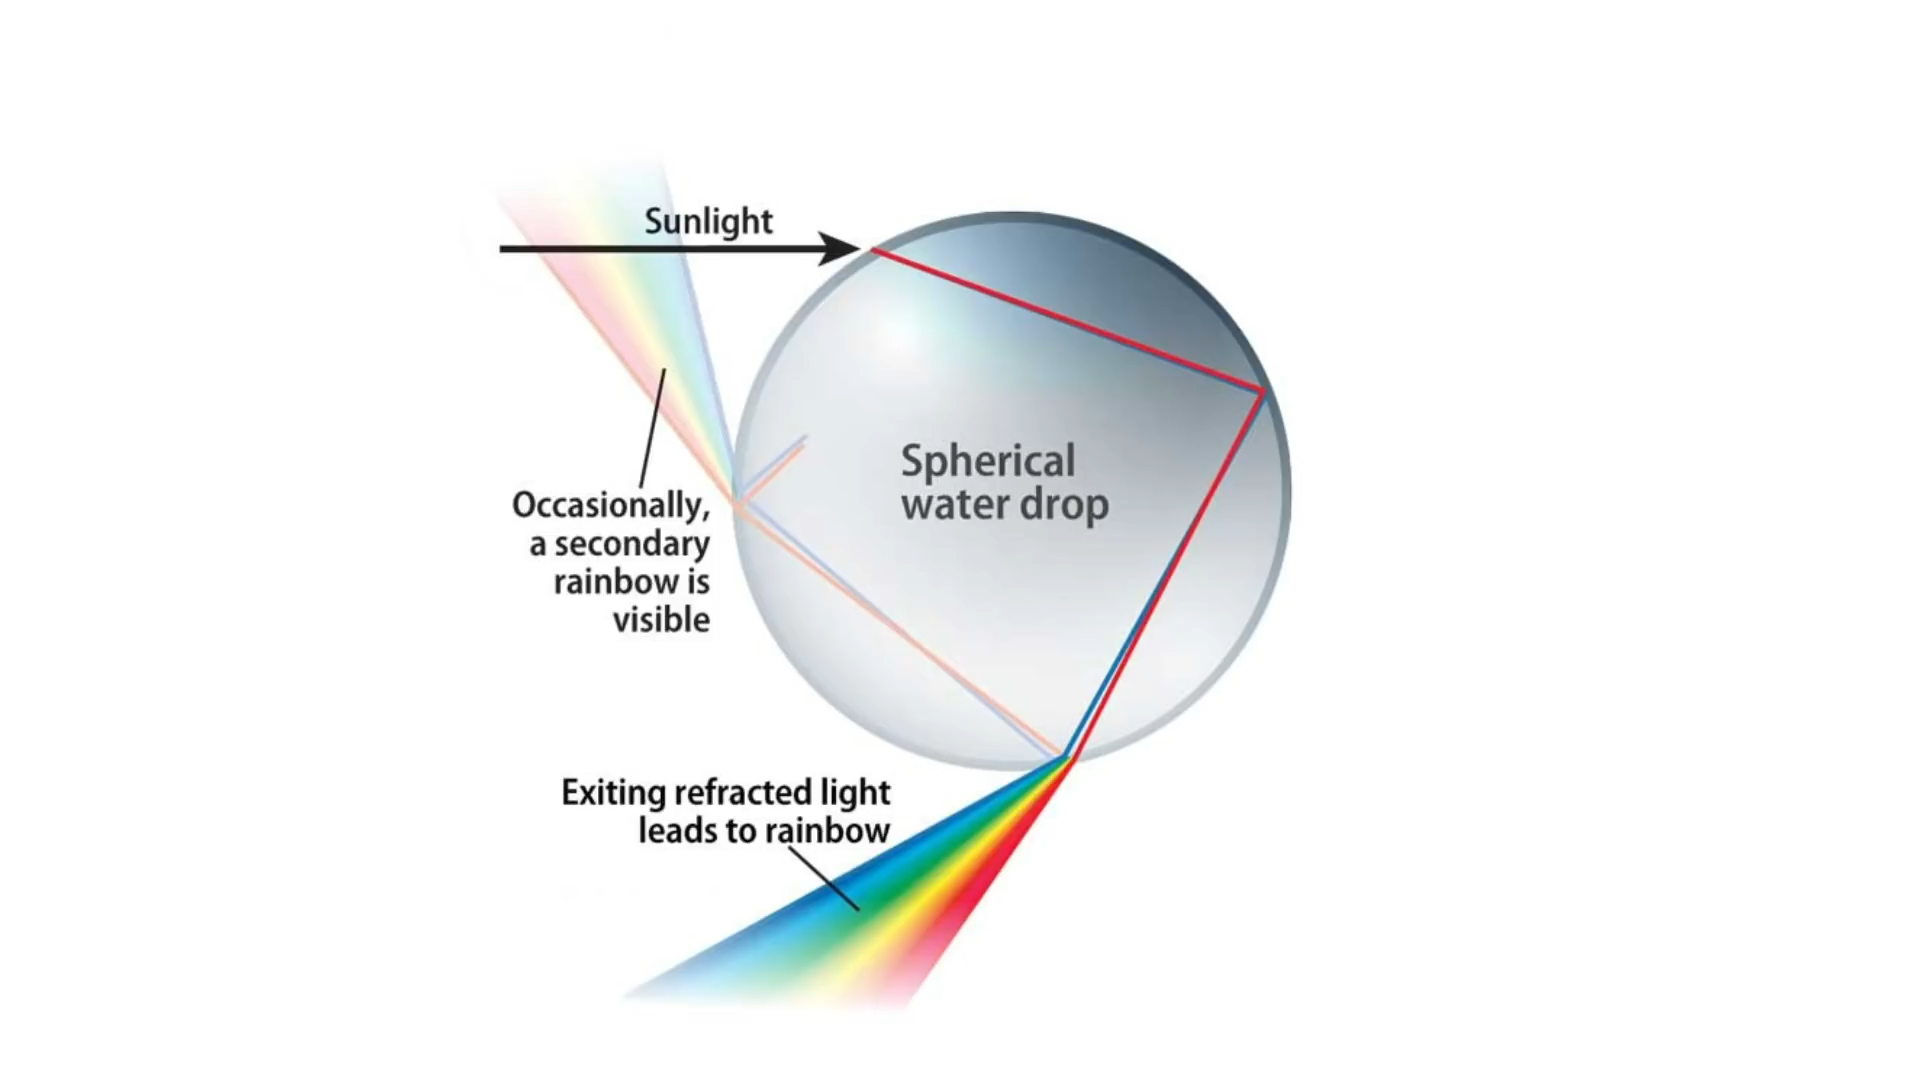 Sunlight
Spherical
water drop
Occasionally,
a secondary
rainbow is
visible
Exiting refracted light
leads to rainbow